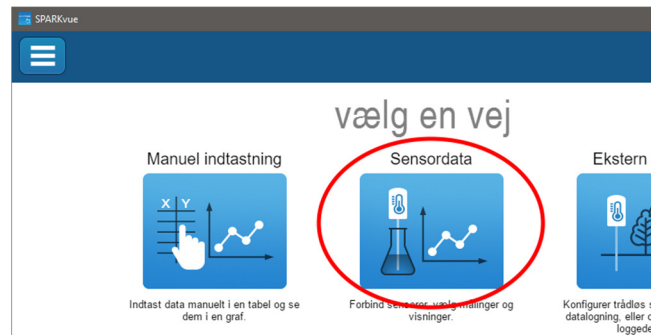 SPARKvue
vælg en vej
Manuel indtastning
Sensordata
Ekstern
X Y
Indtast data manuelt i en tabel og se
dem i en graf.
Forbind sensorer, vælg målinger og
visninger.
Konfigurer trådløs
datalogning, eller
loggede